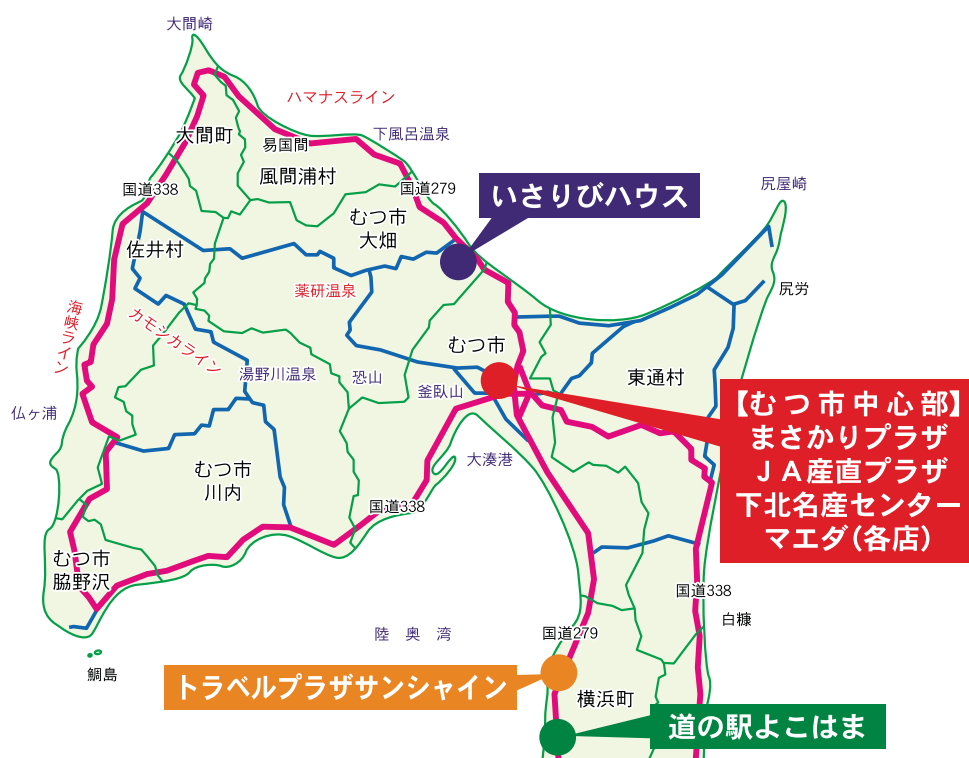 大間崎
ハマナスライン
大間町
易国間
下風呂温泉
風間浦村
国道338
国道279
いさりびハウス
尻屋崎
むつ市
大畑
佐井村
薬研温泉
尻労
海峡ライン
カモシカライン
むつ市
湯野川温泉
恐山
釜臥山
東通村
仏ヶ浦
【むつ市中心部】
まさかりプラザ
ＪＡ産直プラザ
下北名産センター
マエダ（各店）
むつ市
川内
大湊港
国道338
むつ市
脇野沢
国道338
白糠
陸奥湾
国道279
鯛島
トラベルプラザサンシャイン
横浜町
道の駅よこはま